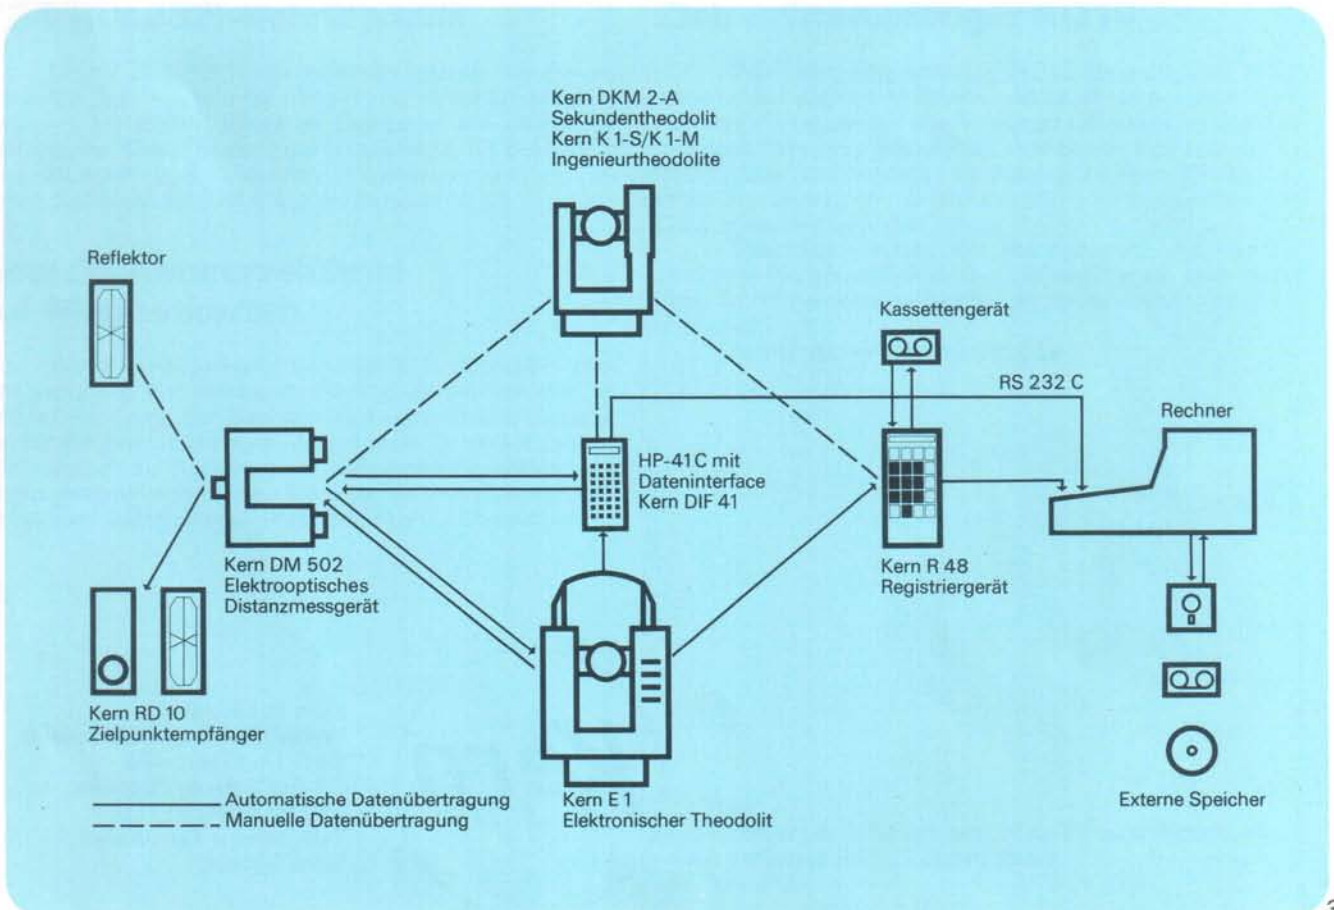 Kern DKM 2-A
Sekundentheodolit
Kern K 1-S/K 1-M
Ingenieurtheodolite
Reflektor
Kassettengerät
RS 232 C
Rechner
HP-41C mit
Dateninterface
Kern DIF 41
Kern DM 502
Elektrooptisches
Distanzmessgerät
Kern R 48
Registriergerät
Kern RD 10
Zielpunktempfänger
Kern E 1
Elektronischer Theodolit
Externe Speicher
Automatische Datenübertragung
Manuelle Datenübertragung